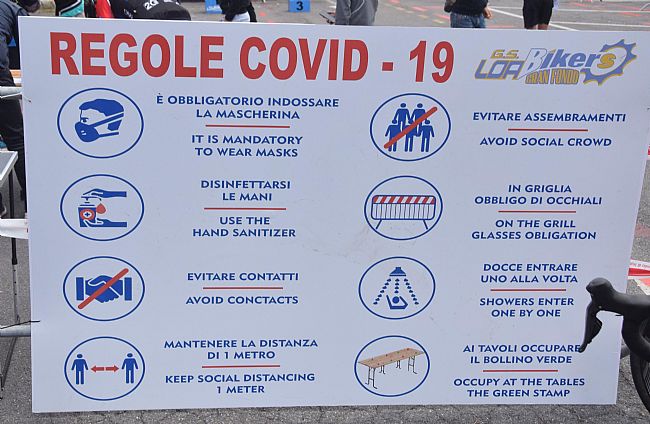 3
REGOLE COVID - 19
G.S.
LOABikers
GRAN FONDO
È OBBLIGATORIO INDOSSARE
LA MASCHERINA
IT IS MANDATORY
TO WEAR MASKS
DISINFETTARSI
LE MANI
USE THE
HAND SANITIZER
EVITARE CONTATTI
AVOID 1 CONCTACTS
MANTENERE LA DISTANZA
DI 1 METRO
KEEP SOCIAL DISTANCING
1 METER
EVITARE ASSEMBRAMENTI
AVOID SOCIAL CROWD
IN GRIGLIA
OBBLIGO DI OCCHIALI
ON THE GRILL
GLASSES OBLIGATION
DOCCE ENTRARE
UNO ALLA VOLTA
SHOWERS ENTER
ONE BY ONE
AI TAVOLI OCCUPARE
IL BOLLINO VERDE
OCCUPY AT THE TABLES
THE GREEN STAMP